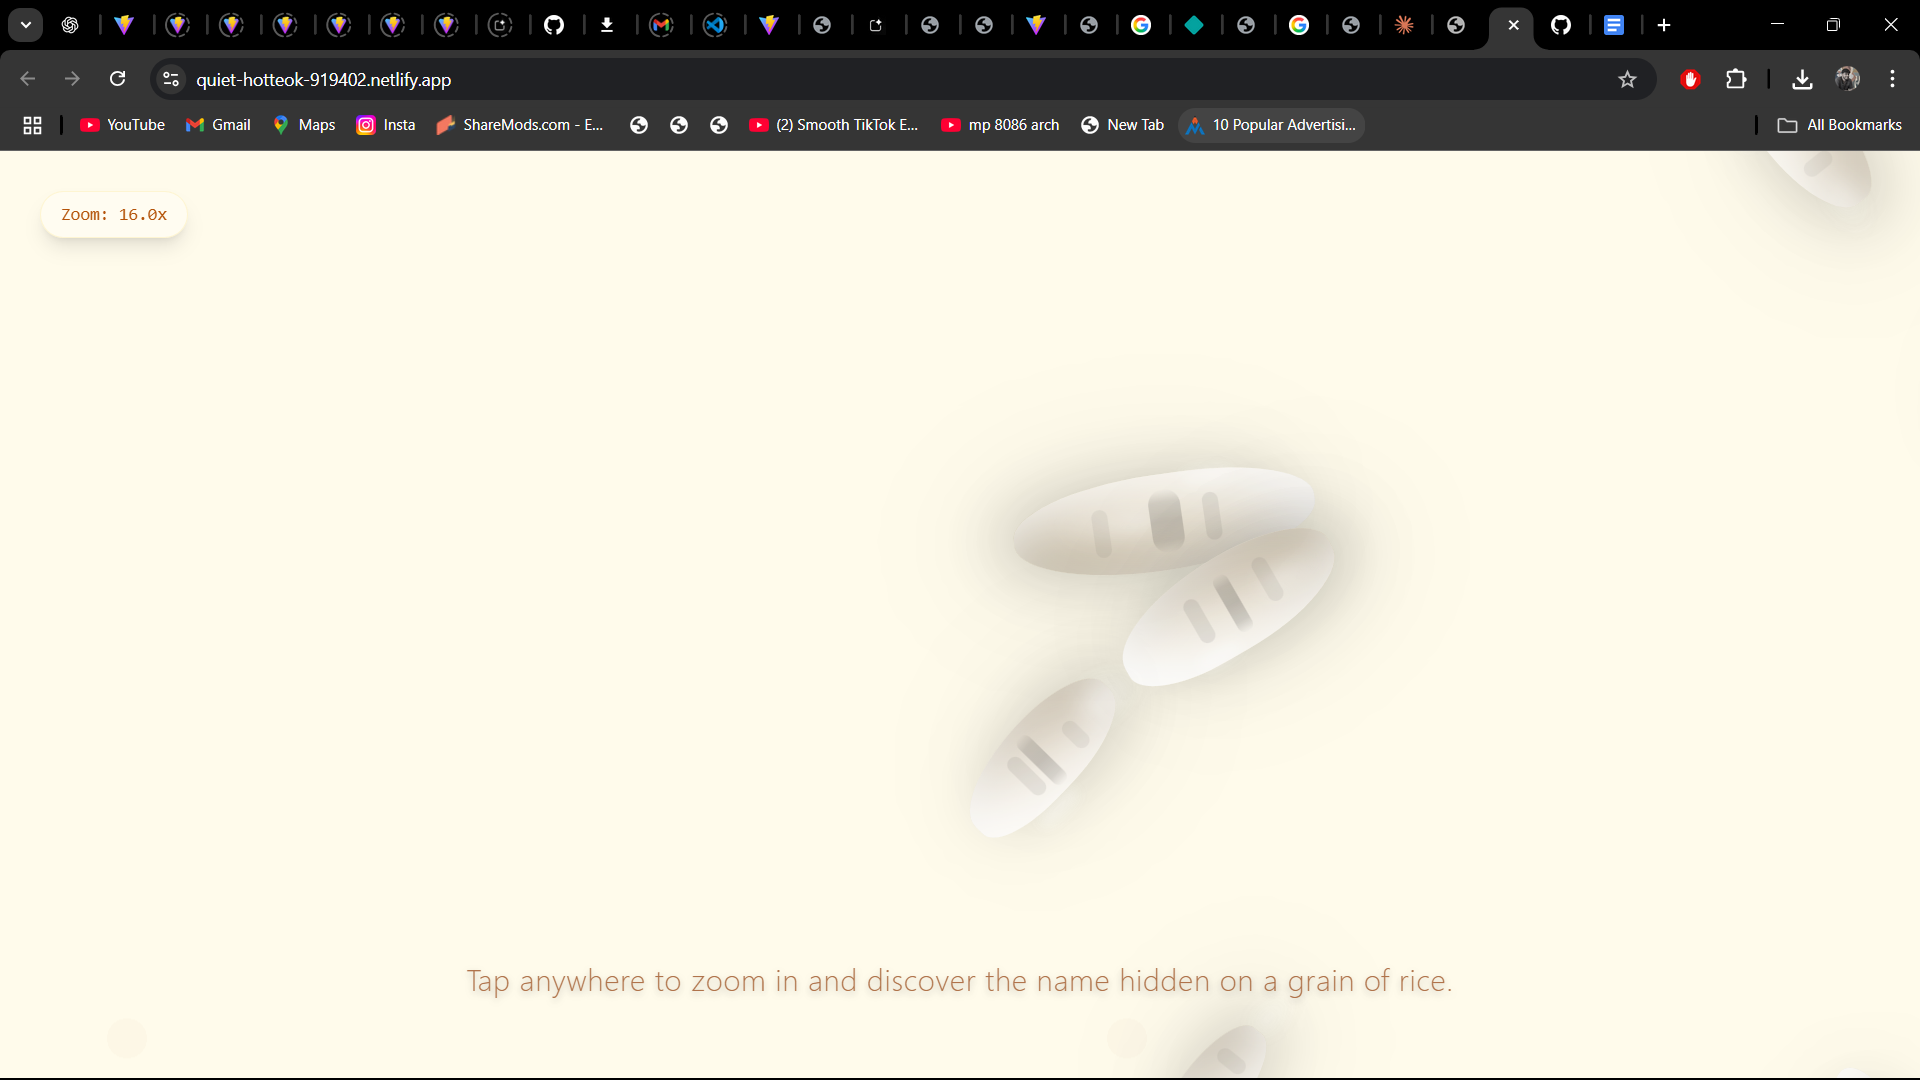 quiet-hotteok-919402.netlify.app
YouTube
Gmail
Maps
Insta
ShareMods.com - E...
(2) Smooth TikTok E...
mp 8086 arch
New Tab
10 Popular Advertisi...
All Bookmarks
Zoom: 16.0x
Tap anywhere to zoom in and discover the name hidden on a grain of rice.